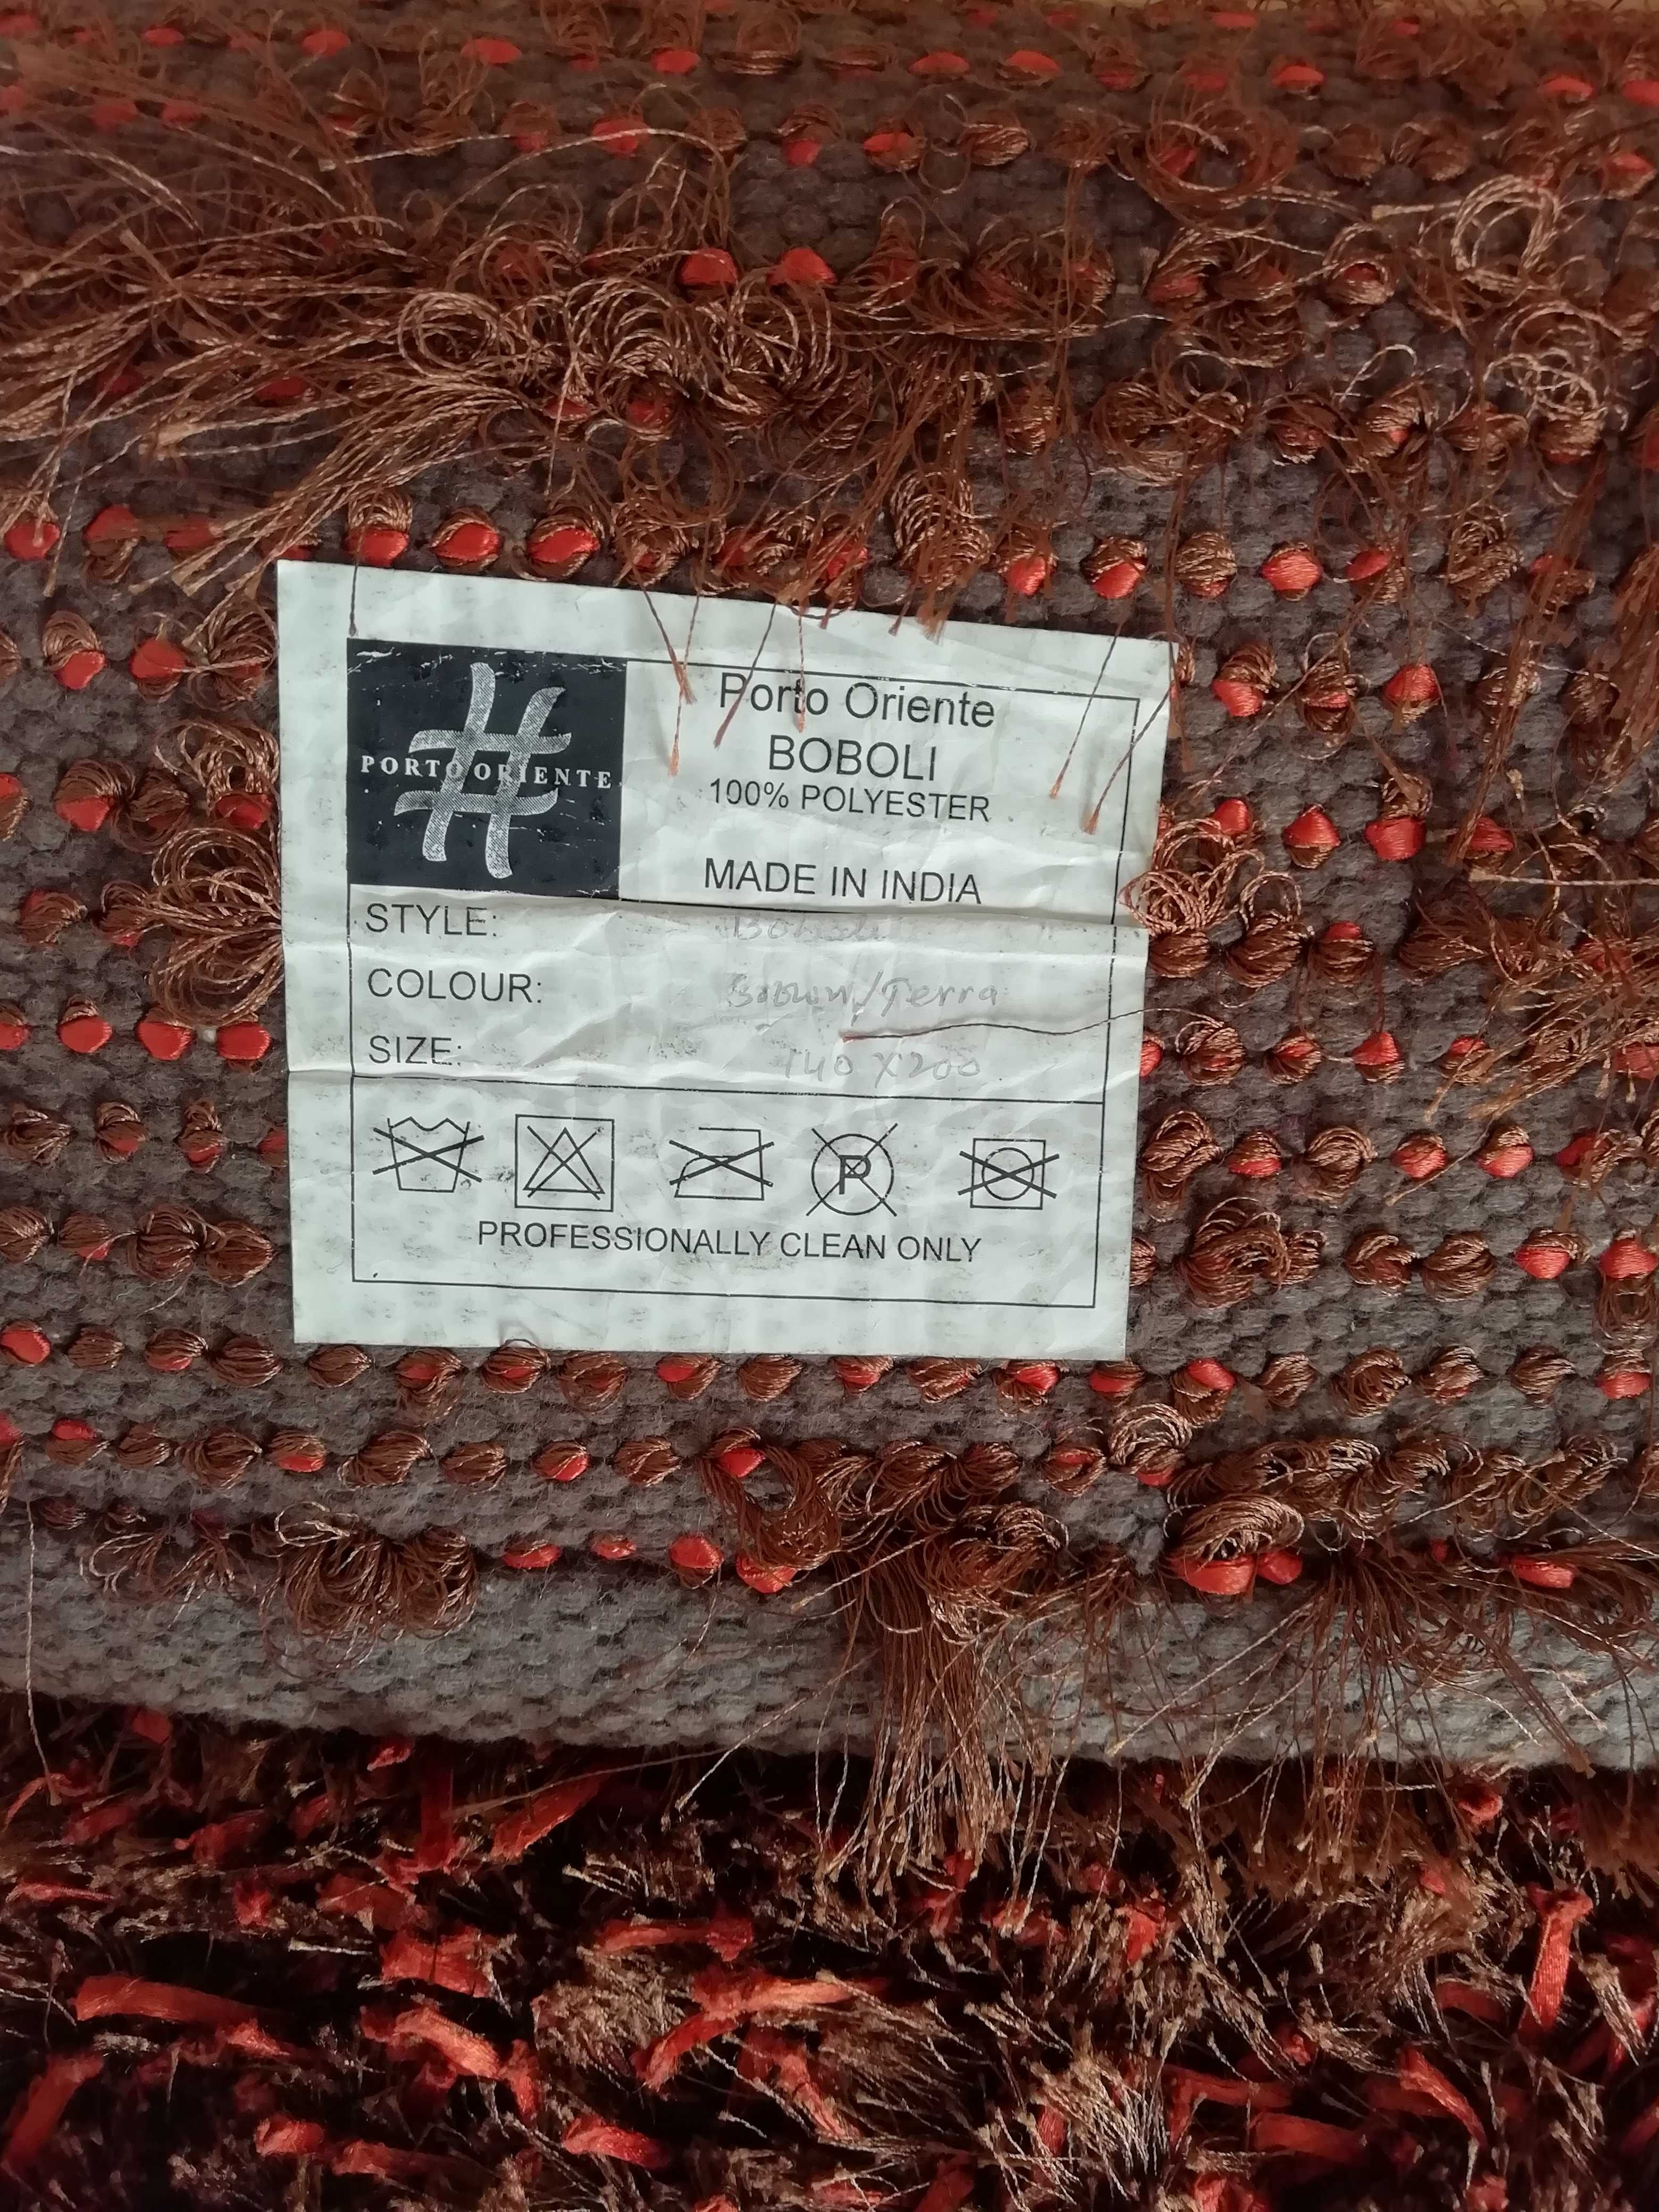 PORTO ORIENTE
Porto Oriente
BOBOLI
100% POLYESTER
MADE IN INDIA
STYLE: Boboli
COLOUR: Brown/Terra
SIZE: 140 X 200
P
PROFESSIONALLY CLEAN ONLY